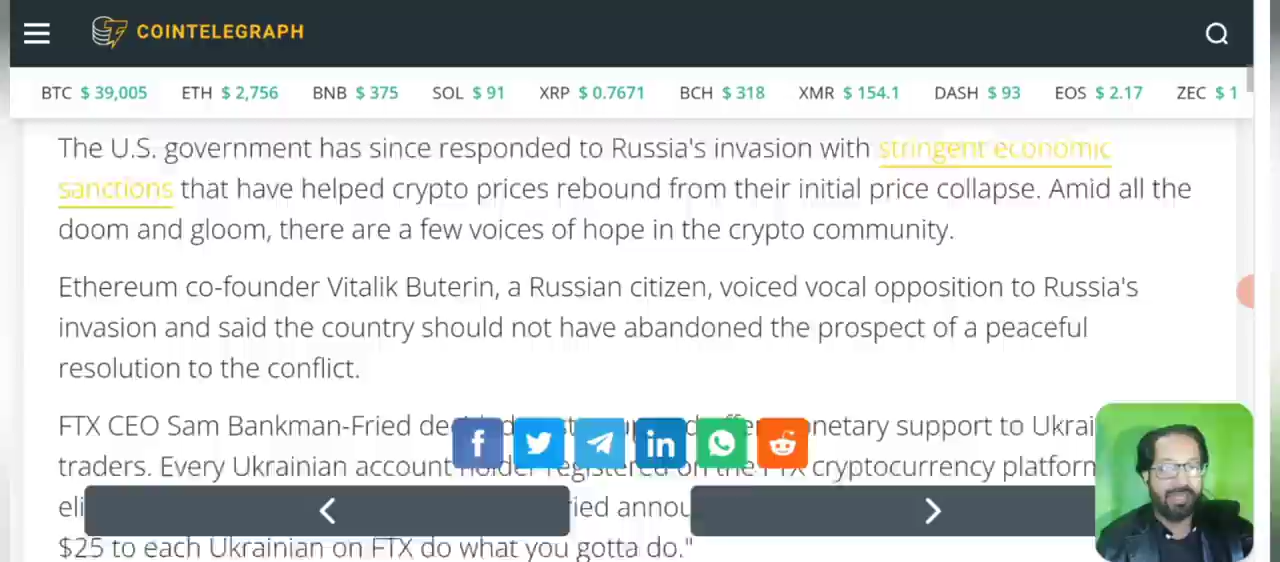 COINTELEGRAPH
BTC $ 39,005 ETH $ 2,756 BNB $ 375 SOL $ 91 XRP $ 0.7671 BCH $ 318 XMR $ 154.1 DASH $ 93 EOS $ 2.17 ZEC $ 1
The U.S. government has since responded to Russia's invasion with stringent economic
sanctions that have helped crypto prices rebound from their initial price collapse. Amid all the
doom and gloom, there are a few voices of hope in the crypto community.
Ethereum co-founder Vitalik Buterin, a Russian citizen, voiced vocal opposition to Russia's
invasion and said the country should not have abandoned the prospect of a peaceful
resolution to the conflict.
FTX CEO Sam Bankman-Fried support to
traders. Every Ukrainian account holder registered on the FTX cryptocurrency platform
$25 to each Ukrainian on FTX do what you gotta do."